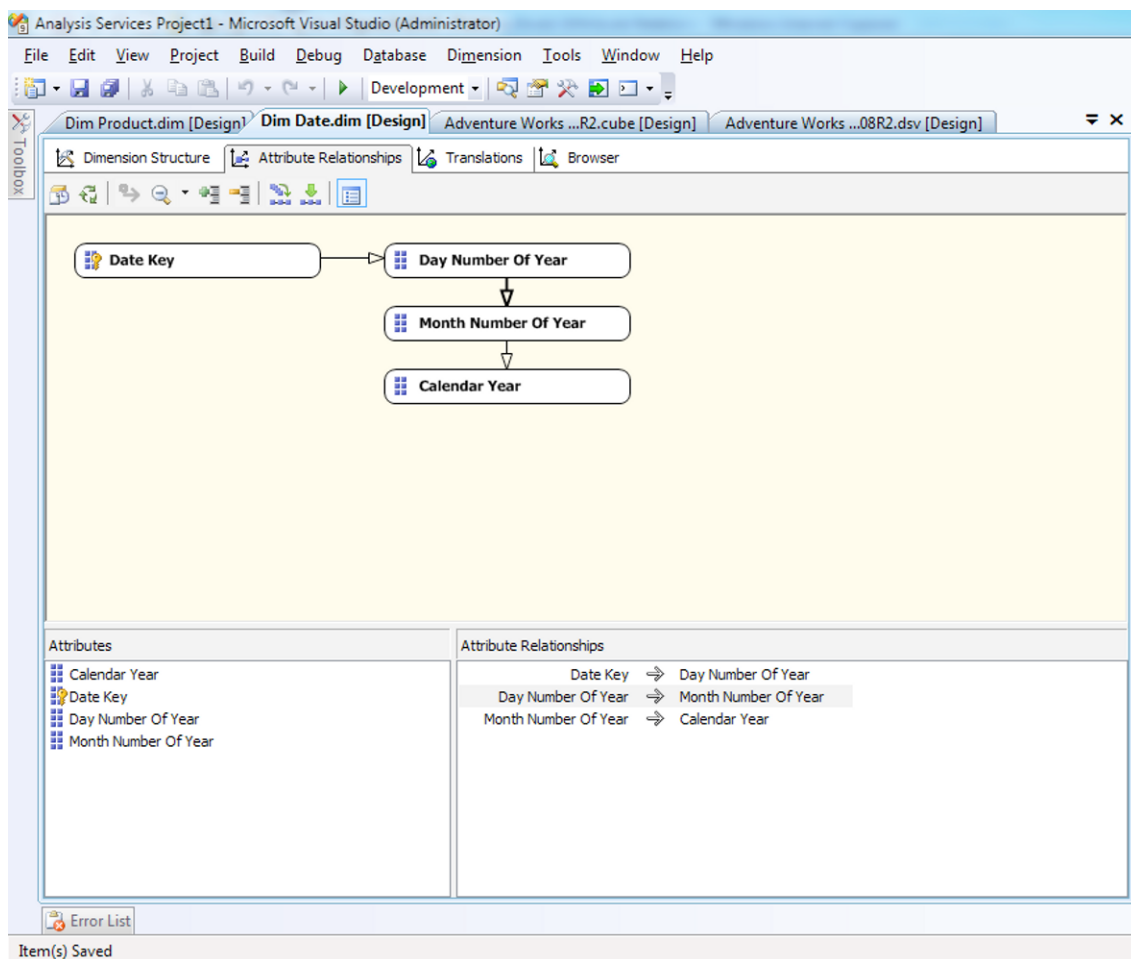 Analysis Services Project1 - Microsoft Visual Studio (Administrator)
File Edit View Project Build Debug Database Dimension Tools Window Help
Development
Dim Product.dim [Design] Dim Date.dim [Design] Adventure Works ...R2.cube [Design] Adventure Works ...08R2.dsv [Design]
Toolbox
Dimension Structure Attribute Relationships Translations Browser
Date Key Day Number Of Year
Month Number Of Year
Calendar Year
Attributes Attribute Relationships
Calendar Year Date Key Day Number Of Year
Date Key Day Number Of Year Month Number Of Year
Day Number Of Year Month Number Of Year Calendar Year
Month Number Of Year
Error List
Item(s) Saved